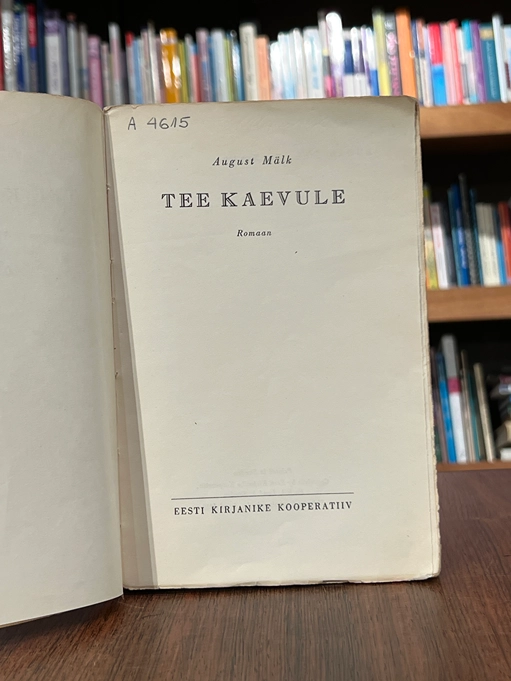 A 4615
August Mälk
TEE KAEVULE
Romaan
EESTI KIRJANIKE KOOPERATIIV